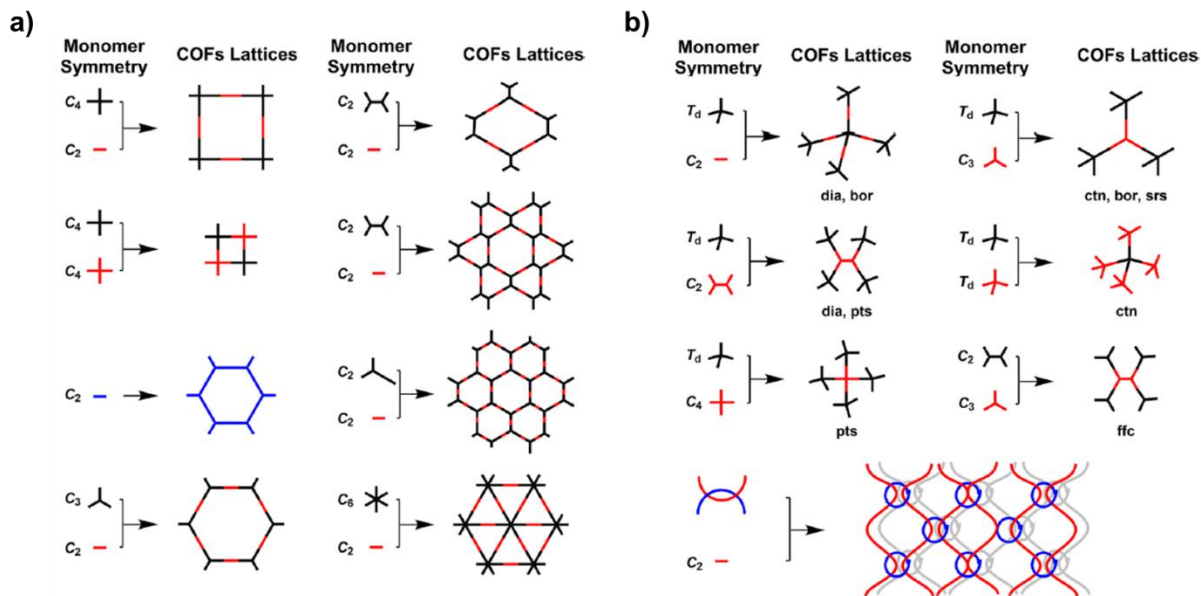 a)
Monomer
Symmetry
COFs Lattices
Monomer
Symmetry
COFs Lattices
C4
C2
C2
C2
C4
C4
C2
C2
C2
C2
C2
C3
C2
C6
C2
b)
Monomer
Symmetry
COFs Lattices
Monomer
Symmetry
COFs Lattices
Td
C2
dia, bor
Td
C3
ctn, bor, srs
Td
C2
dia, pts
Td
Td
ctn
Td
C4
pts
C2
C3
ffc
C2